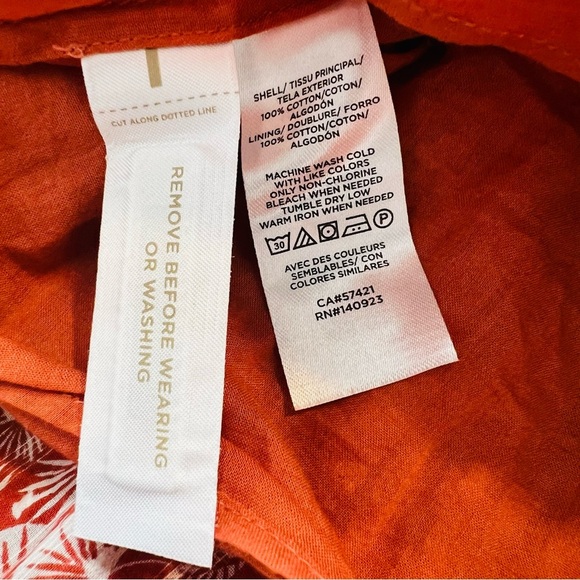 CUT ALONG DOTTED LINE
REMOVE BEFORE WEARING
OR WASHING
SHELL/ TISSU PRINCIPAL/
TELA EXTERIOR
100% COTTON/COTON/
ALGODÓN
LINING/ DOUBLURE/ FORRO
100% COTTON/COTON/
ALGODÓN
MACHINE WASH COLD
WITH LIKE COLORS
ONLY NON-CHLORINE
BLEACH WHEN NEEDED
TUMBLE DRY LOW
WARM IRON WHEN NEEDED
30
AVEC DES COULEURS
SEMBLABLES/ CON
COLORES SIMILARES
CA#57421
RN#140923